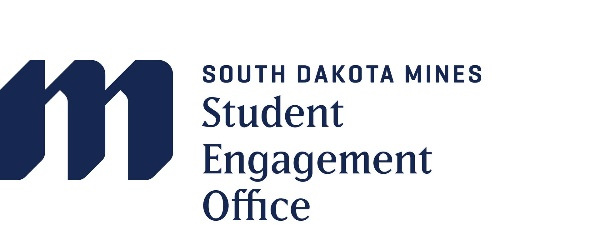 M
SOUTH DAKOTA MINES
Student
Engagement
Office